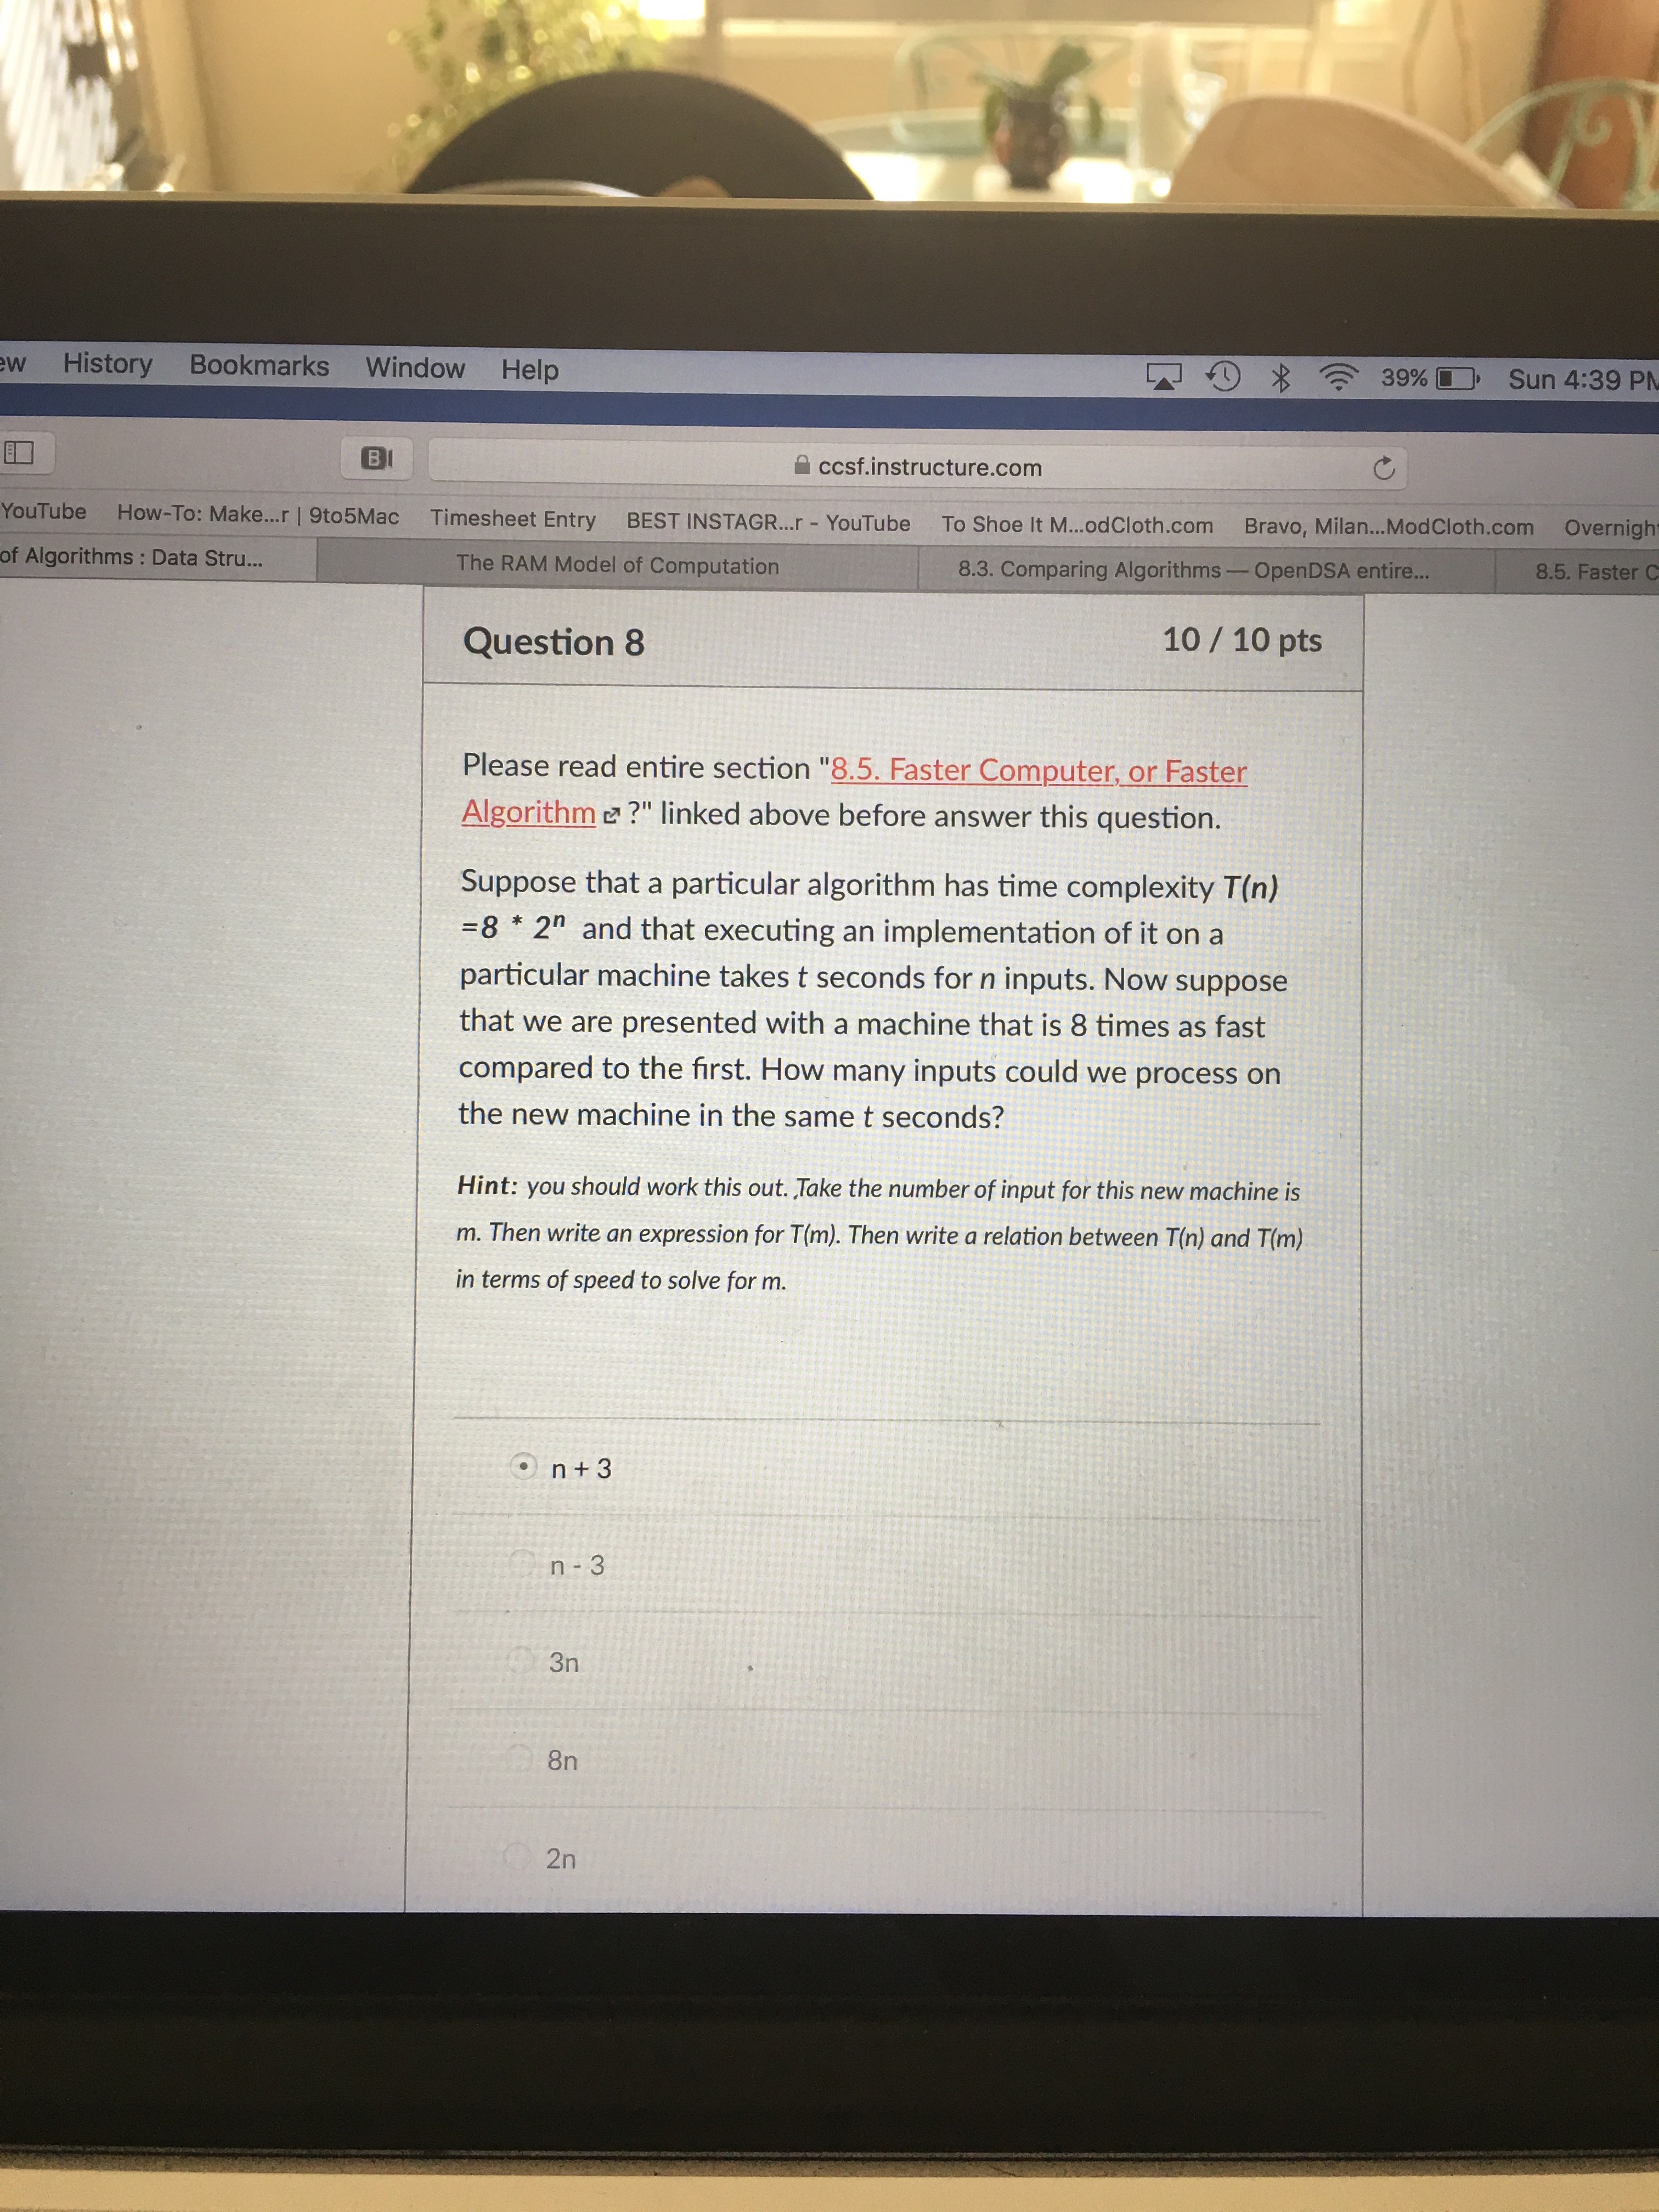 History Bookmarks Window Help 39% Sun 4:39 PM
B
ccsf.instructure.com
YouTube How-To: Make...r | 9to5Mac Timesheet Entry BEST INSTAGR...r - YouTube To Shoe It M...odCloth.com Bravo, Milan...ModCloth.com Overnigh
of Algorithms : Data Stru... The RAM Model of Computation 8.3. Comparing Algorithms — OpenDSA entire... 8.5. Faster C
Question 8 10 / 10 pts
Please read entire section "8.5. Faster Computer, or Faster
Algorithm ?" linked above before answer this question.
Suppose that a particular algorithm has time complexity T(n)
=8 * 2ⁿ and that executing an implementation of it on a
particular machine takes t seconds for n inputs. Now suppose
that we are presented with a machine that is 8 times as fast
compared to the first. How many inputs could we process on
the new machine in the same t seconds?
Hint: you should work this out. ,Take the number of input for this new machine is
m. Then write an expression for T(m). Then write a relation between T(n) and T(m)
in terms of speed to solve for m.
n + 3
n - 3
3n
8n
2n